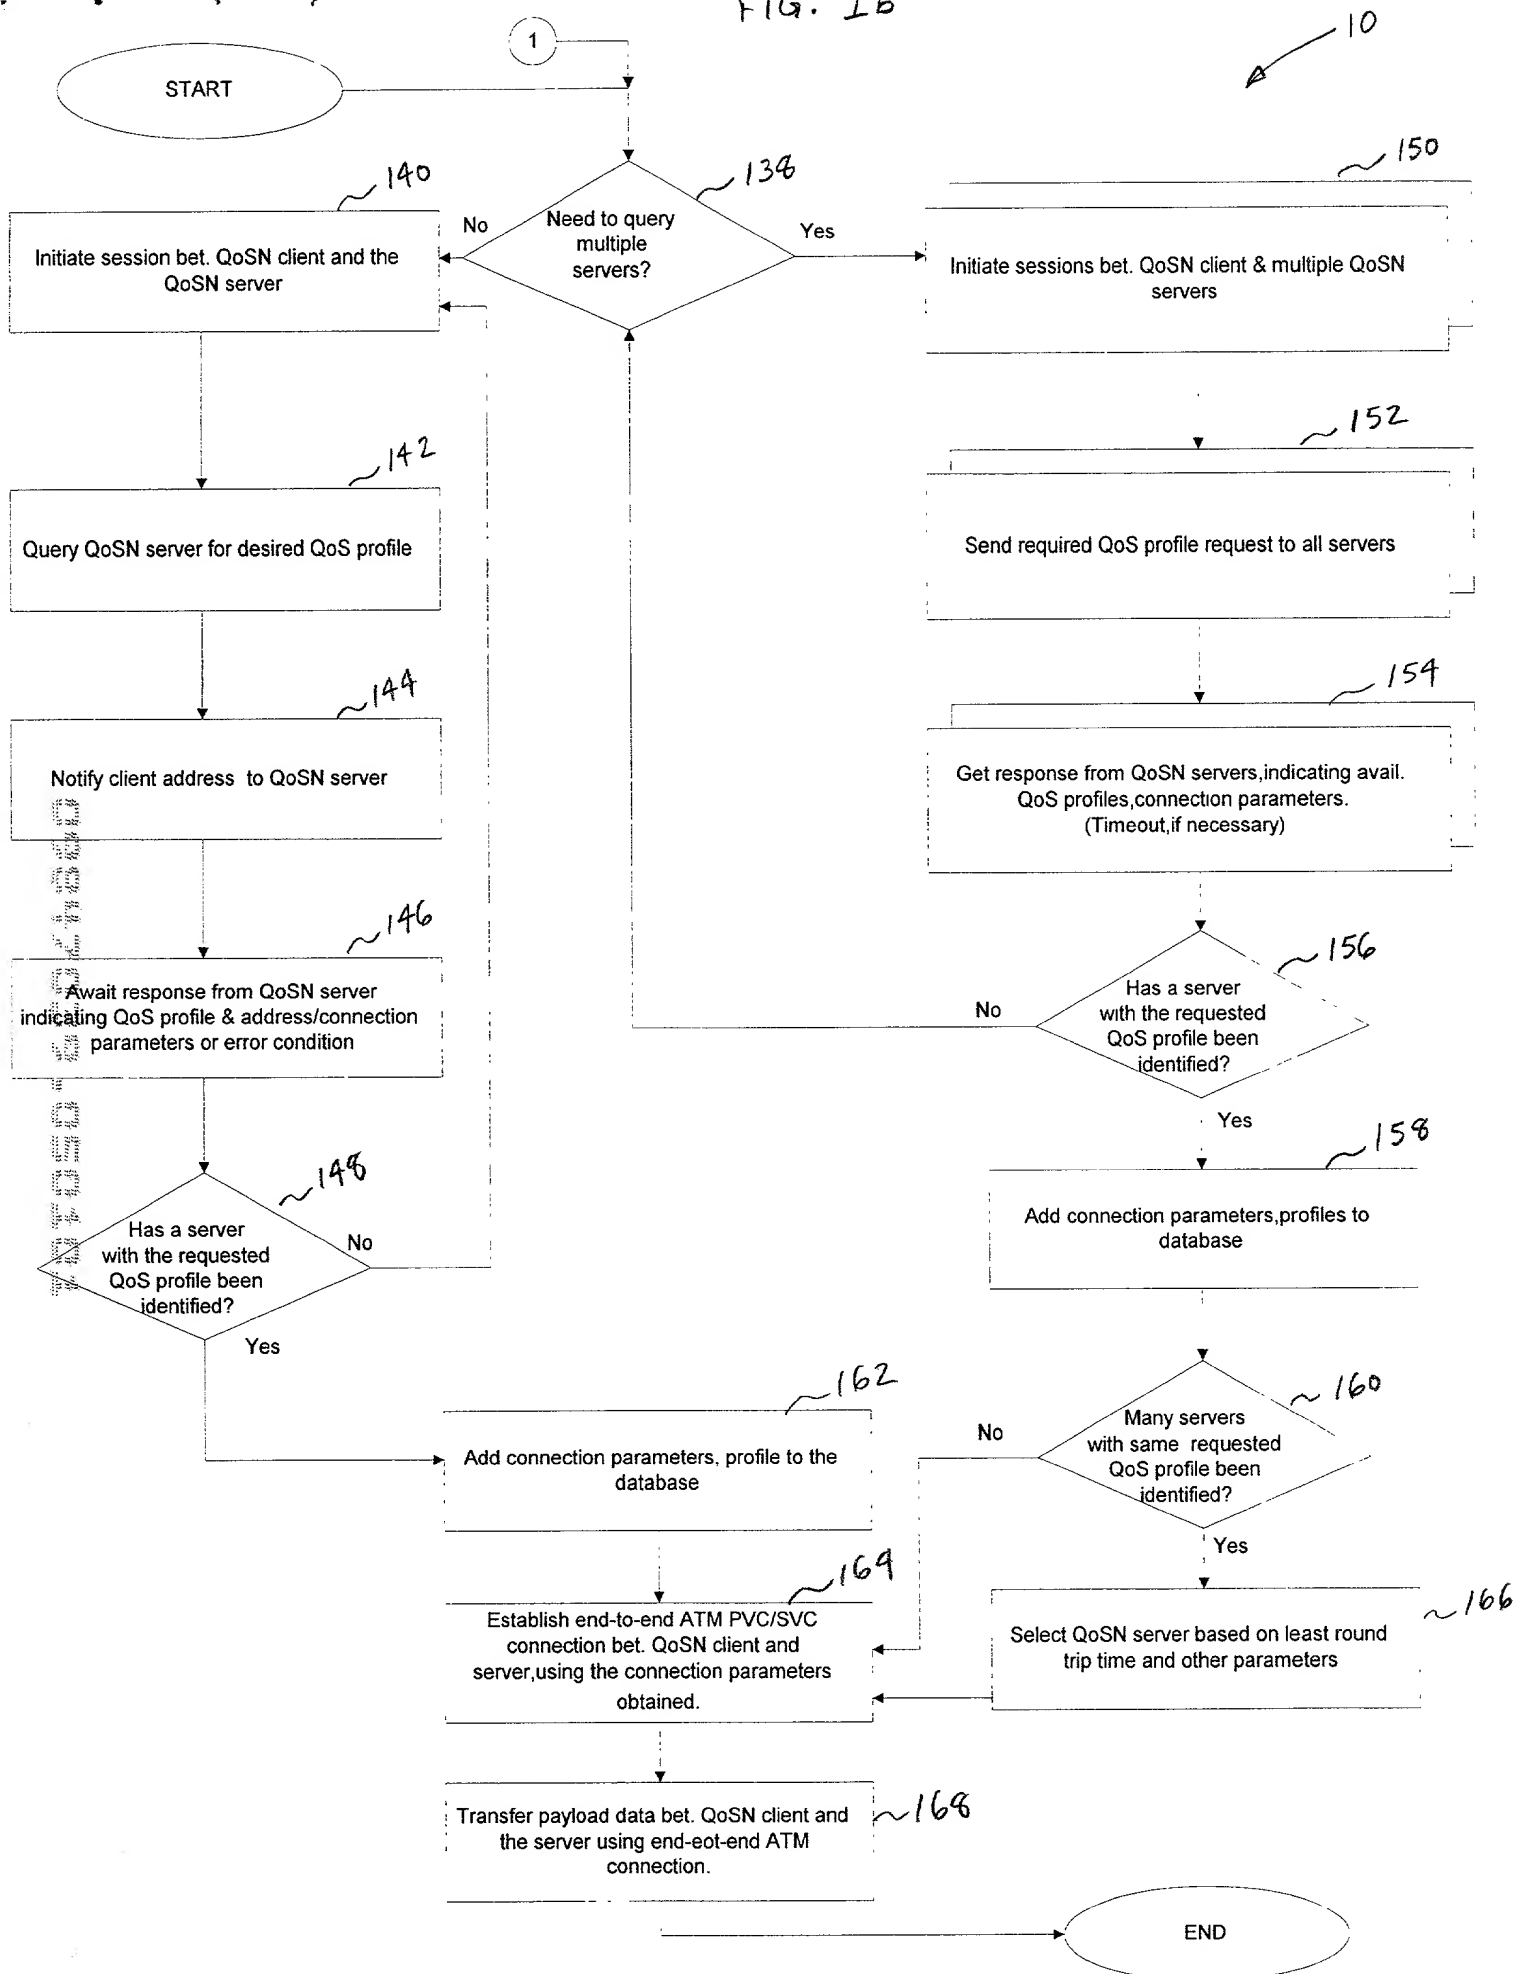 FIG. 1b
10
1
START
138
Need to query
multiple
servers?
No
Yes
140
Initiate session bet. QoSN client and the
QoSN server
150
Initiate sessions bet. QoSN client & multiple QoSN
servers
142
Query QoSN server for desired QoS profile
152
Send required QoS profile request to all servers
144
Notify client address to QoSN server
154
Get response from QoSN servers,indicating avail.
QoS profiles,connection parameters.
(Timeout,if necessary)
146
Await response from QoSN server
indicating QoS profile & address/connection
parameters or error condition
156
Has a server
with the requested
QoS profile been
identified?
No
Yes
148
Has a server
with the requested
QoS profile been
identified?
No
Yes
158
Add connection parameters,profiles to
database
162
Add connection parameters, profile to the
database
160
Many servers
with same requested
QoS profile been
identified?
No
Yes
164
Establish end-to-end ATM PVC/SVC
connection bet. QoSN client and
server,using the connection parameters
obtained.
166
Select QoSN server based on least round
trip time and other parameters
168
Transfer payload data bet. QoSN client and
the server using end-eot-end ATM
connection.
END